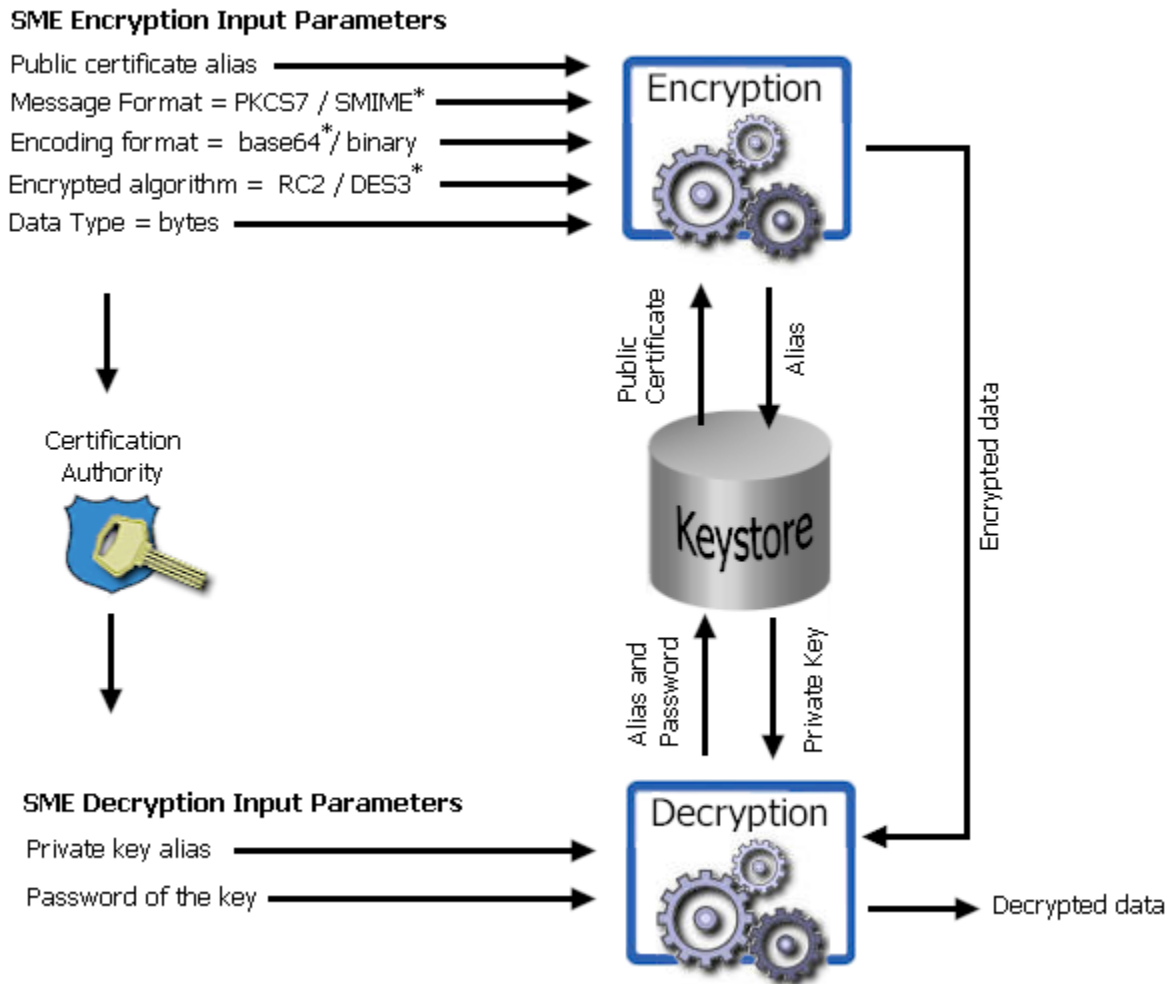 SME Encryption Input Parameters
Public certificate alias
Message Format = PKCS7 / SMIME*
Encoding format = base64*/ binary
Encrypted algorithm = RC2 / DES3*
Data Type = bytes
Encryption
Public
Certificate
Alias
Certification
Authority
Keystore
Encrypted data
Alias and
Password
Private Key
SME Decryption Input Parameters
Private key alias
Password of the key
Decryption
Decrypted data